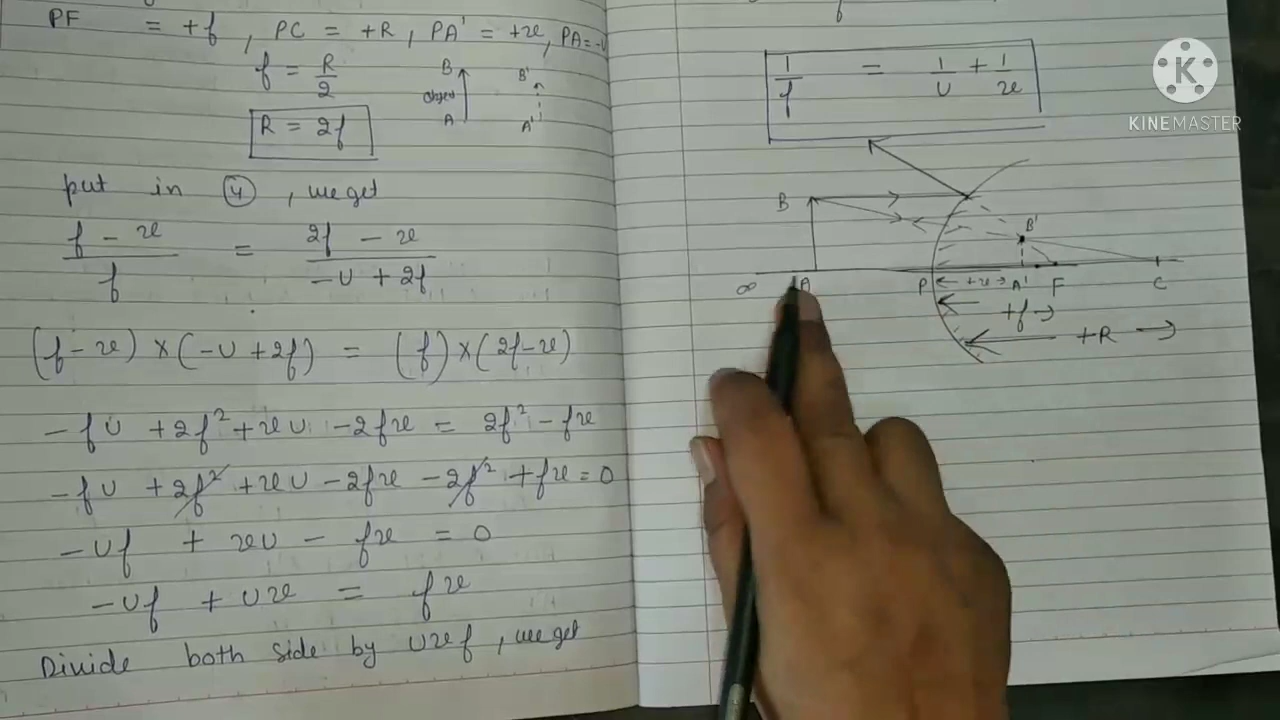 PF = +f , PC = +R , PA' = +ve, PA = -u
f = R/2
R = 2f
B
object
A
B'
A'
put in (4) , we get
(f - v)/f = (2f - v)/(-u + 2f)
(f - v) × (-u + 2f) = (f) × (2f - v)
-fu + 2f² + vu - 2fv = 2f² - fv
-fu + 2f² + vu - 2fv - 2f² + fv = 0
-uf + vu - fv = 0
-uf + uv = fv
Divide both side by uvf , we get
f
1/f = 1/u + 1/v
B
B'
∞ A P +v A' F C
+f
+R
K
KINEMASTER